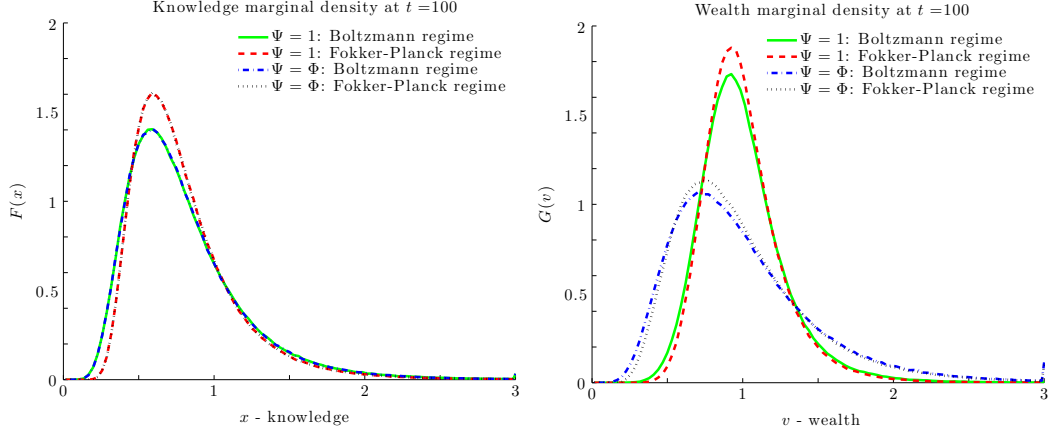 Knowledge marginal density at t =100
2
1.5
1
0.5
0
0
1
2
3
F(x)
x - knowledge
Ψ = 1: Boltzmann regime
Ψ = 1: Fokker-Planck regime
Ψ = Φ: Boltzmann regime
Ψ = Φ: Fokker-Planck regime
Wealth marginal density at t =100
2
1.5
1
0.5
0
0
1
2
3
G(v)
v - wealth
Ψ = 1: Boltzmann regime
Ψ = 1: Fokker-Planck regime
Ψ = Φ: Boltzmann regime
Ψ = Φ: Fokker-Planck regime